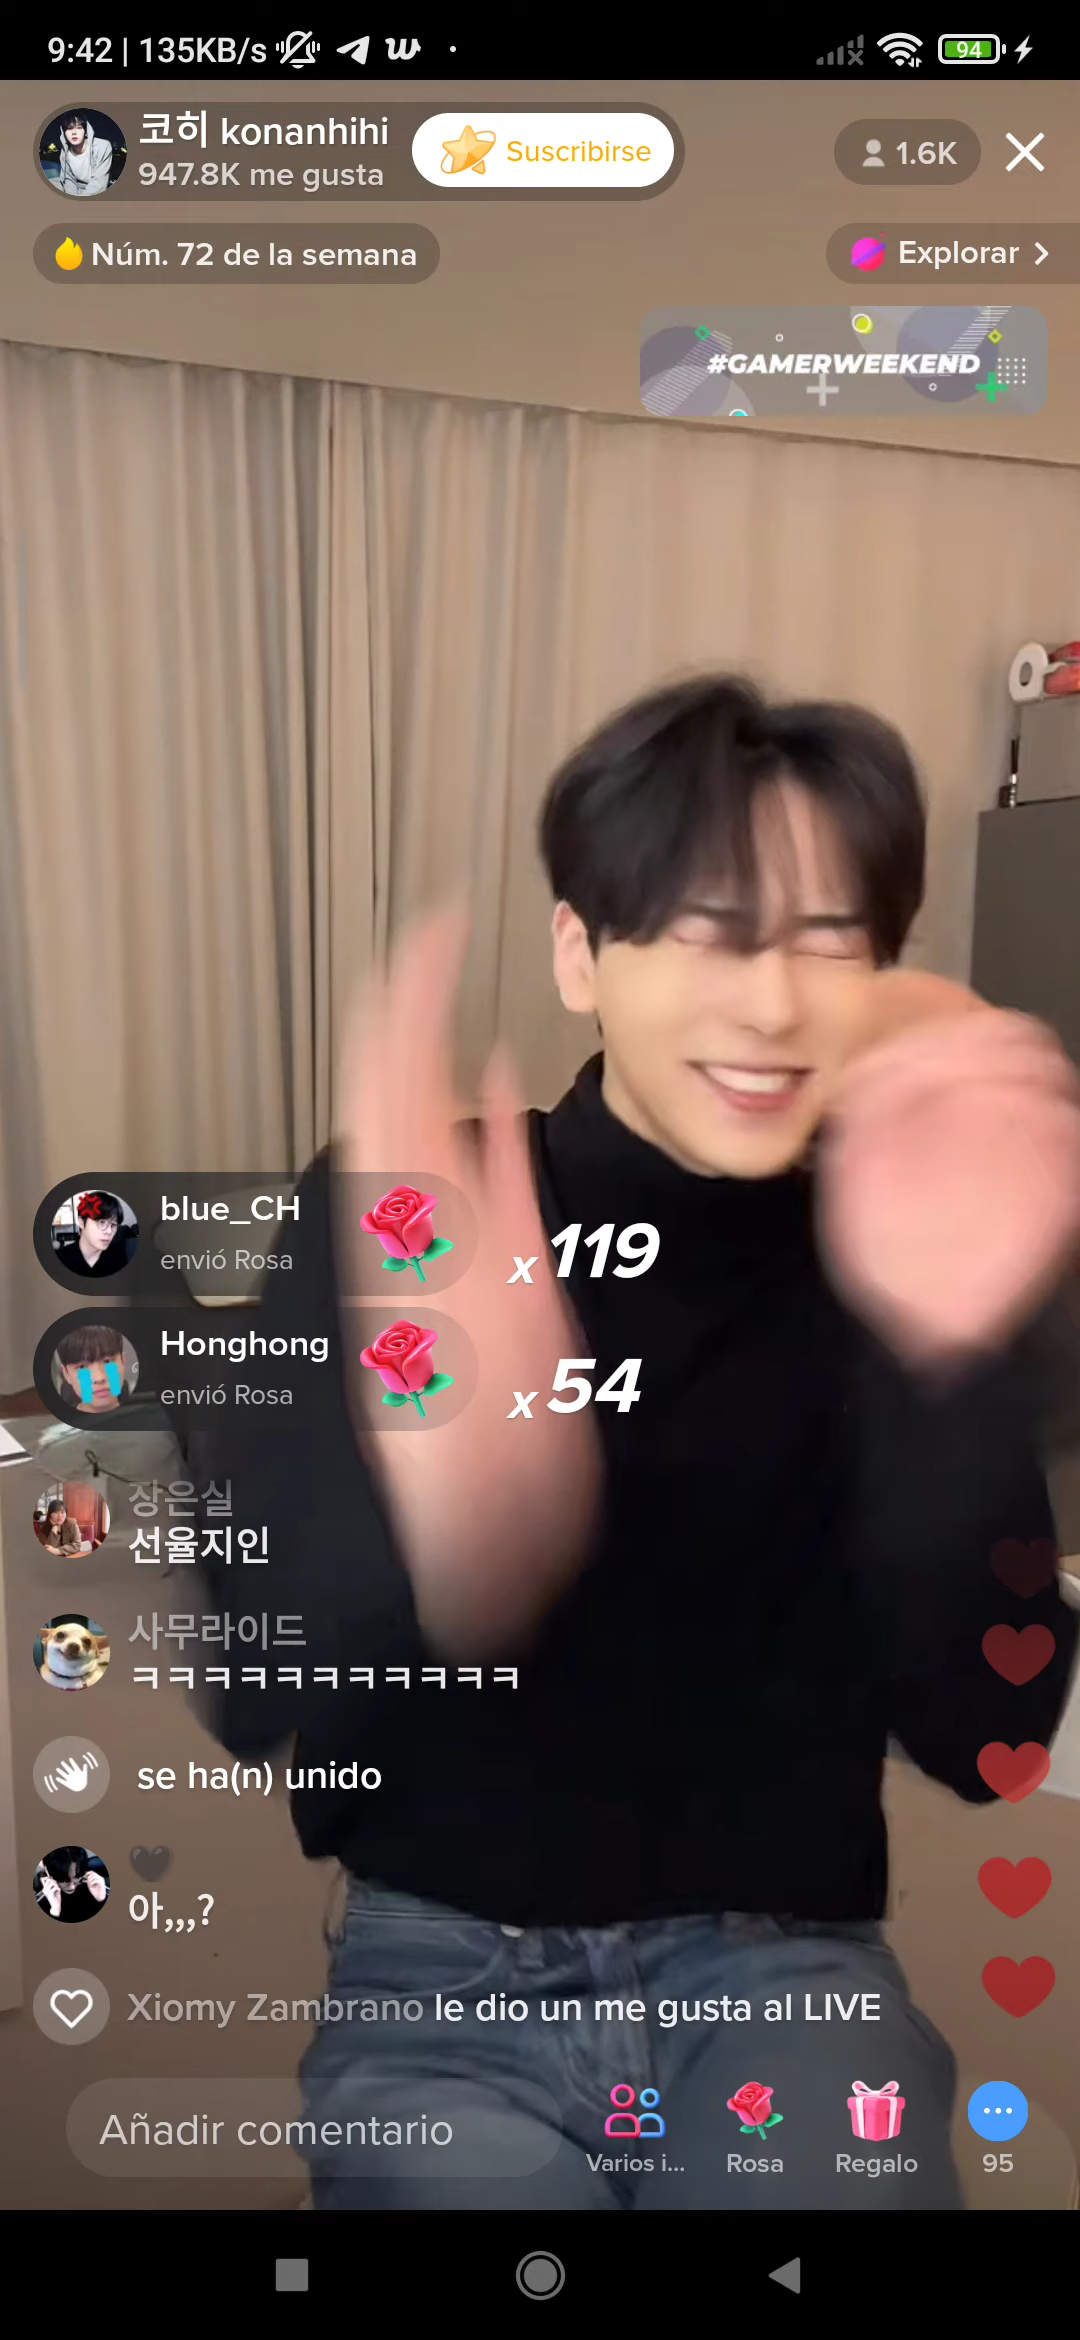 9:42 | 135KB/s
94
코히 konanhihi
947.8K me gusta
Suscribirse
1.6K
Núm. 72 de la semana
Explorar
#GAMERWEEKEND
blue_CH
envió Rosa
x119
Honghong
envió Rosa
x54
장은실
선율지인
사무라이드
ㅋㅋㅋㅋㅋㅋㅋㅋㅋㅋㅋ
se ha(n) unido
🖤
아,,,?
Xiomy Zambrano le dio un me gusta al LIVE
Añadir comentario
Varios i...
Rosa
Regalo
95